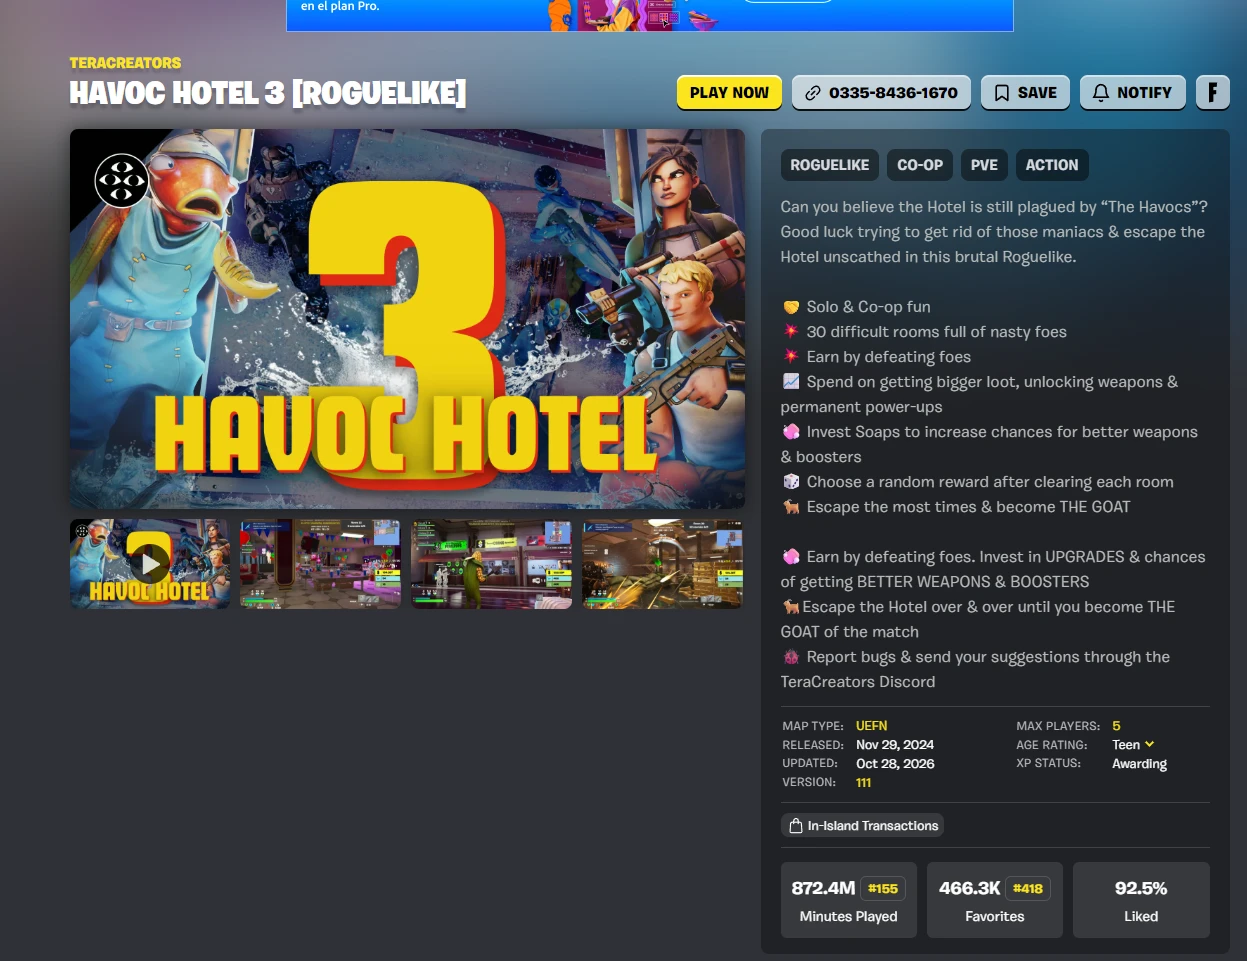 en el plan Pro.
TERACREATORS
HAVOC HOTEL 3 [ROGUELIKE]
PLAY NOW
0335-8436-1670
SAVE
NOTIFY
F
3
HAVOC HOTEL
HAVOC HOTEL
ROGUELIKE
CO-OP
PVE
ACTION
Can you believe the Hotel is still plagued by “The Havocs”?
Good luck trying to get rid of those maniacs & escape the
Hotel unscathed in this brutal Roguelike.
🤝 Solo & Co-op fun
💥 30 difficult rooms full of nasty foes
💥 Earn by defeating foes
📈 Spend on getting bigger loot, unlocking weapons &
permanent power-ups
🧼 Invest Soaps to increase chances for better weapons
& boosters
🎲 Choose a random reward after clearing each room
🐐 Escape the most times & become THE GOAT
🧼 Earn by defeating foes. Invest in UPGRADES & chances
of getting BETTER WEAPONS & BOOSTERS
🐐Escape the Hotel over & over until you become THE
GOAT of the match
🐞 Report bugs & send your suggestions through the
TeraCreators Discord
MAP TYPE: UEFN
RELEASED: Nov 29, 2024
UPDATED: Oct 28, 2026
VERSION: 111
MAX PLAYERS: 5
AGE RATING: Teen
XP STATUS: Awarding
In-Island Transactions
872.4M #155
Minutes Played
466.3K #418
Favorites
92.5%
Liked